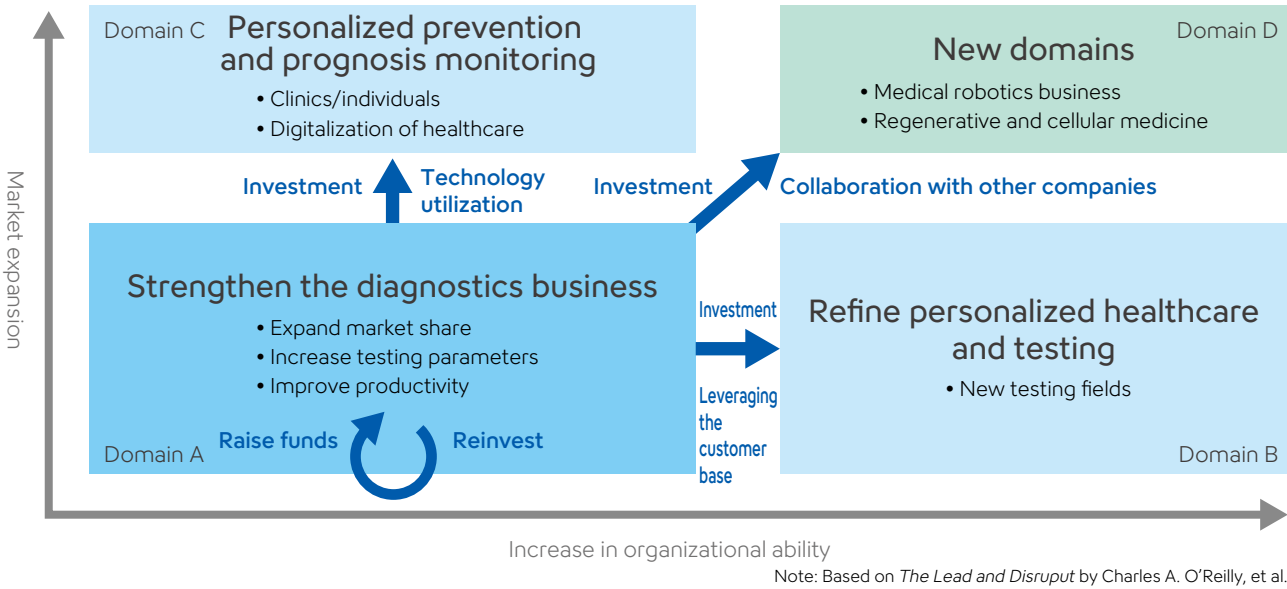 Domain C
Personalized prevention
and prognosis monitoring
• Clinics/individuals
• Digitalization of healthcare
Domain D
New domains
• Medical robotics business
• Regenerative and cellular medicine
Investment
Technology
utilization
Investment
Collaboration with other companies
Market expansion
Strengthen the diagnostics business
• Expand market share
• Increase testing parameters
• Improve productivity
Raise funds
Reinvest
Domain A
Investment
Leveraging
the
customer
base
Refine personalized healthcare
and testing
• New testing fields
Domain B
Increase in organizational ability
Note: Based on The Lead and Disruput by Charles A. O’Reilly, et al.